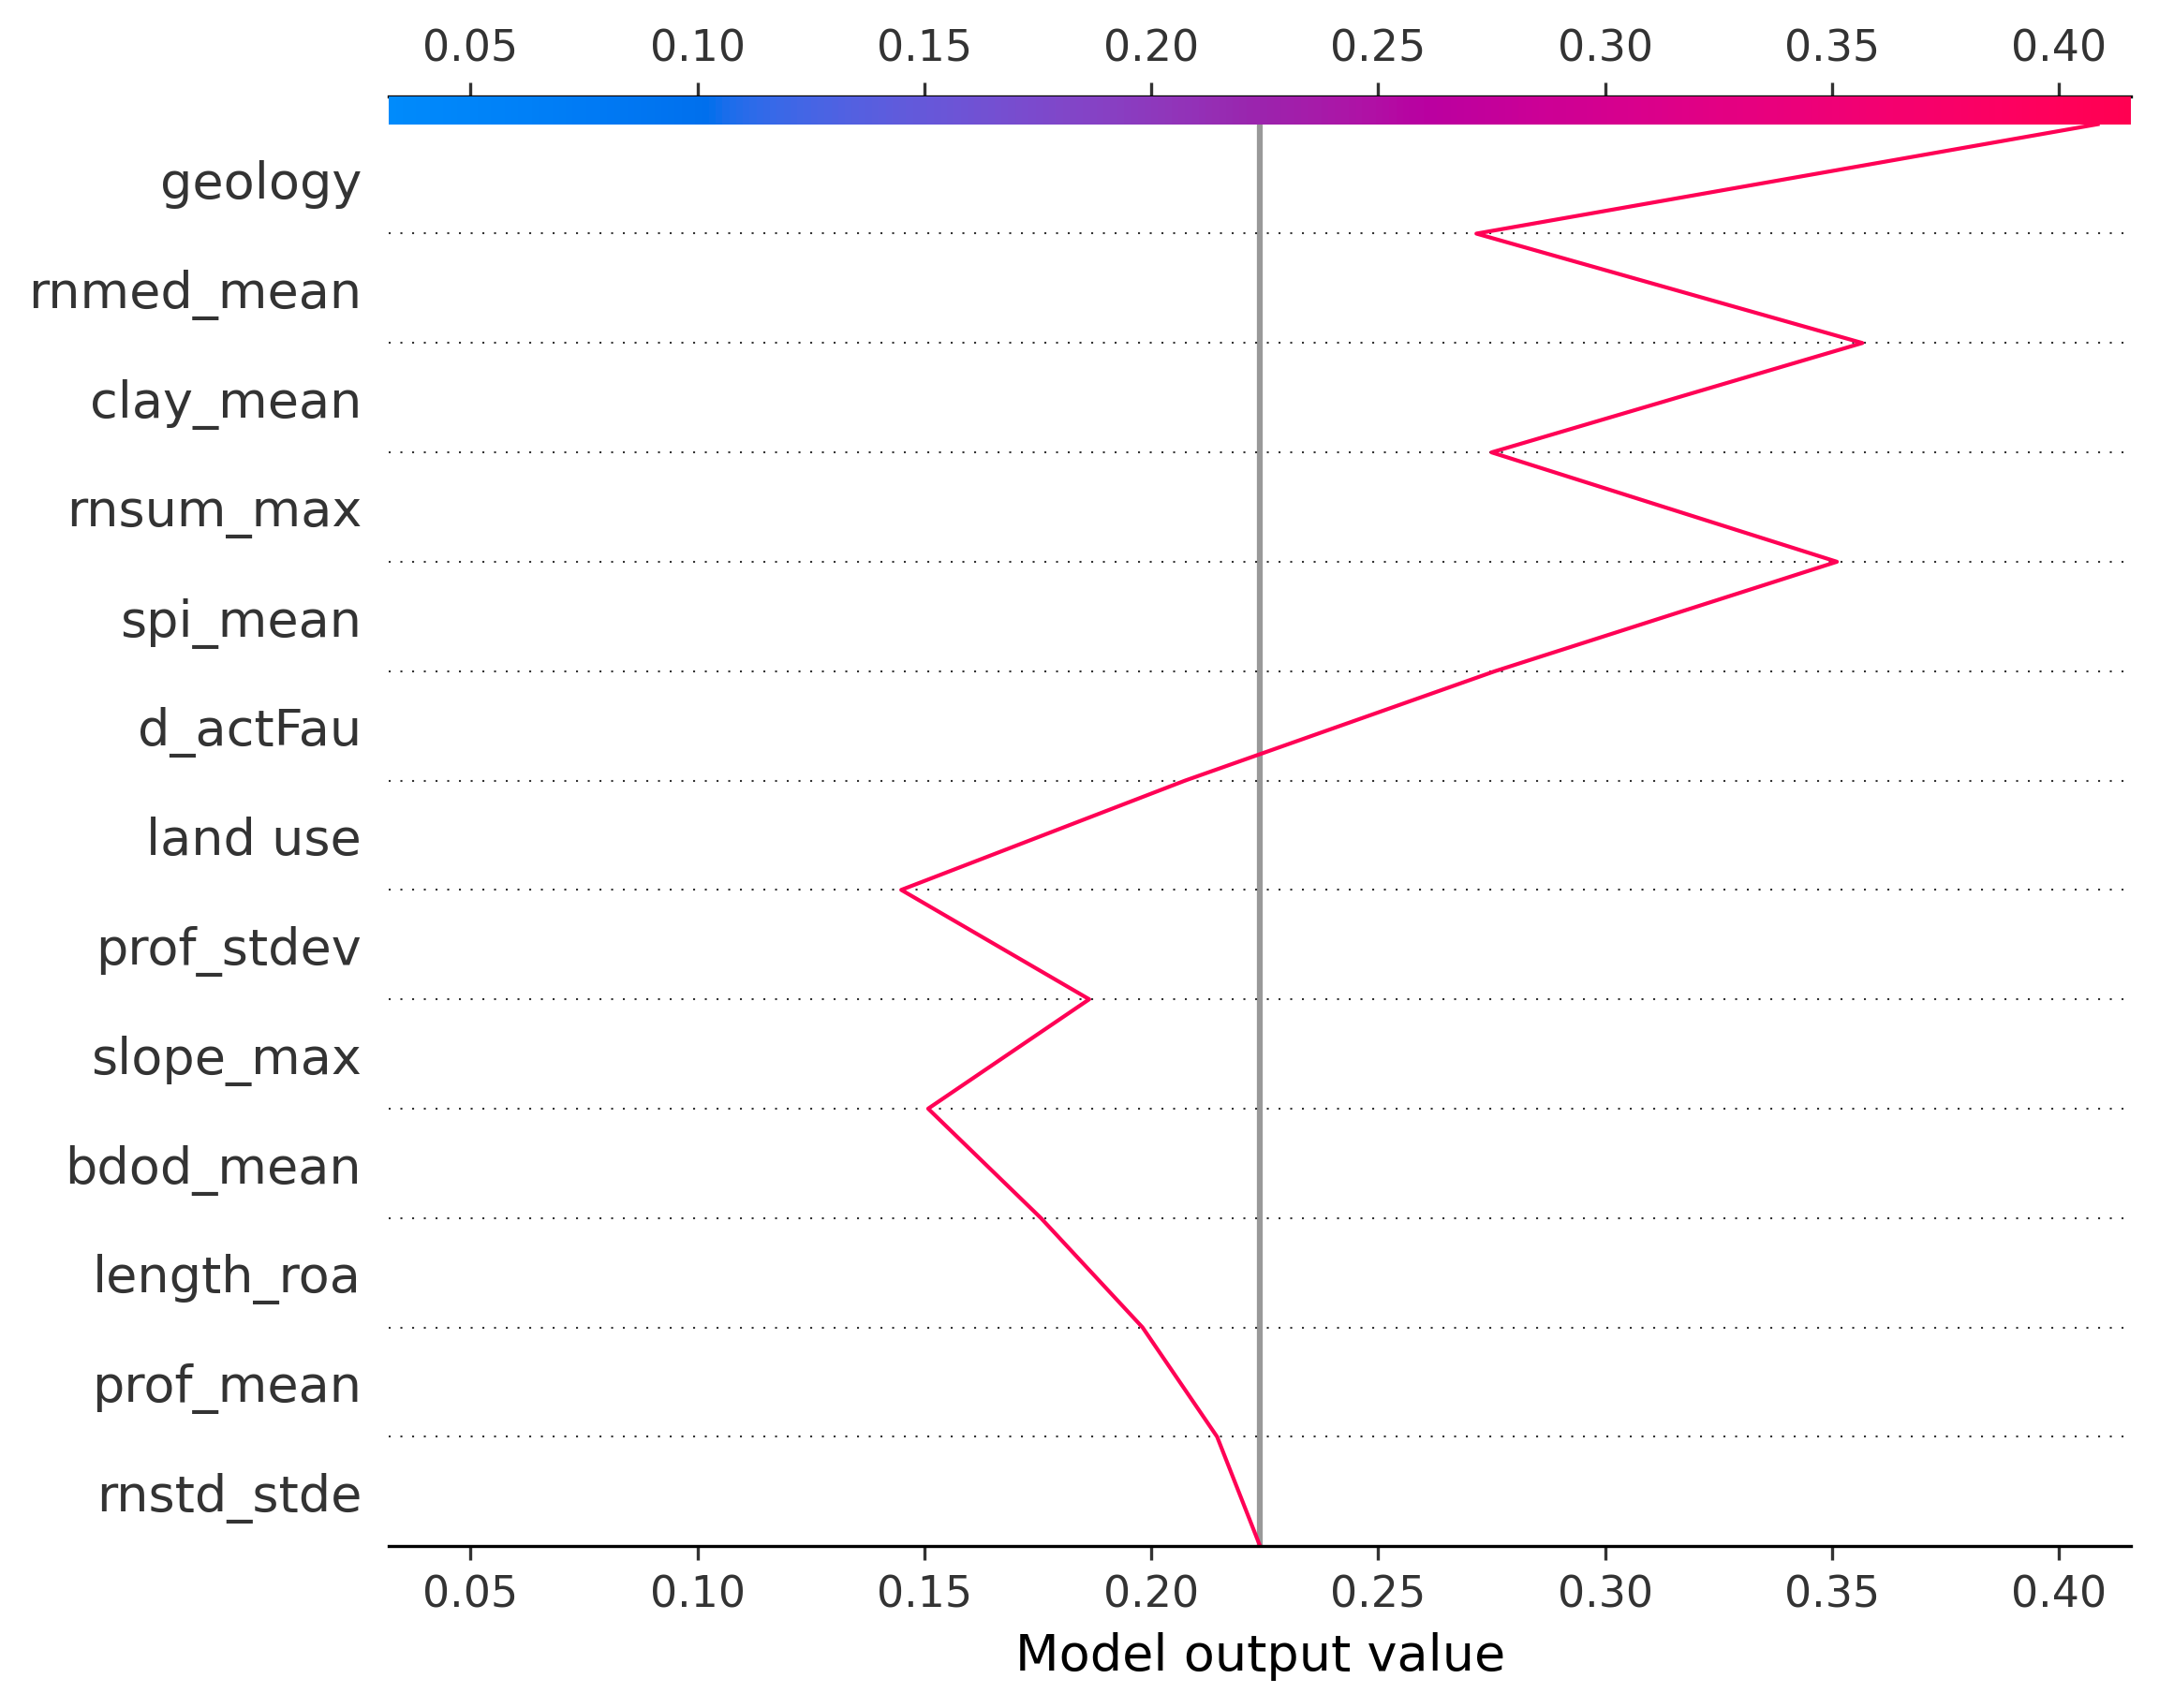 0.05 0.10 0.15 0.20 0.25 0.30 0.35 0.40
geology
rnmed_mean
clay_mean
rnsum_max
spi_mean
d_actFau
land use
prof_stdev
slope_max
bdod_mean
length_roa
prof_mean
rnstd_stde
0.05 0.10 0.15 0.20 0.25 0.30 0.35 0.40
Model output value